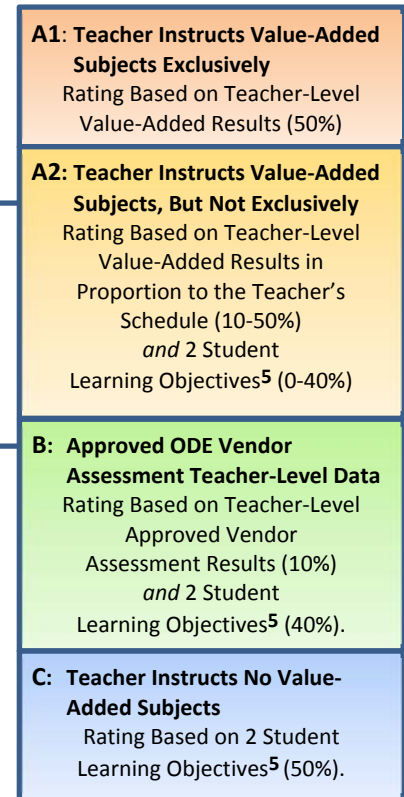 A1: Teacher Instructs Value-Added
Subjects Exclusively
Rating Based on Teacher-Level
Value-Added Results (50%)
A2: Teacher Instructs Value-Added
Subjects, But Not Exclusively
Rating Based on Teacher-Level
Value-Added Results in
Proportion to the Teacher’s
Schedule (10-50%)
and 2 Student
Learning Objectives5 (0-40%)
B: Approved ODE Vendor
Assessment Teacher-Level Data
Rating Based on Teacher-Level
Approved Vendor
Assessment Results (10%)
and 2 Student
Learning Objectives5 (40%).
C: Teacher Instructs No Value-
Added Subjects
Rating Based on 2 Student
Learning Objectives5 (50%).